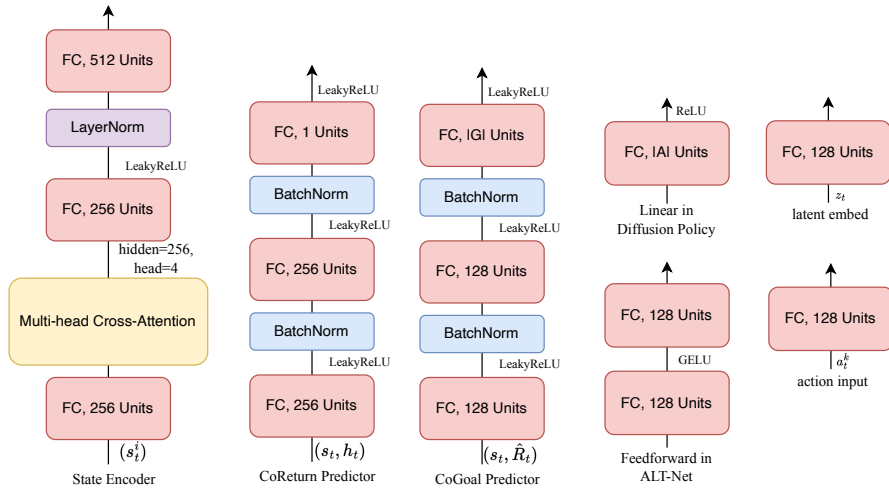 FC, 512 Units
LayerNorm
LeakyReLU
FC, 256 Units
hidden=256,
head=4
Multi-head Cross-Attention
FC, 256 Units
(s_t^i)
State Encoder
LeakyReLU
FC, 1 Units
BatchNorm
LeakyReLU
FC, 256 Units
BatchNorm
LeakyReLU
FC, 256 Units
(s_t, h_t)
CoReturn Predictor
LeakyReLU
FC, |G| Units
BatchNorm
LeakyReLU
FC, 128 Units
BatchNorm
LeakyReLU
FC, 128 Units
(s_t, R̂_t)
CoGoal Predictor
ReLU
FC, |A| Units
Linear in
Diffusion Policy
FC, 128 Units
z_t
latent embed
FC, 128 Units
GELU
FC, 128 Units
Feedforward in
ALT-Net
FC, 128 Units
a_t^k
action input